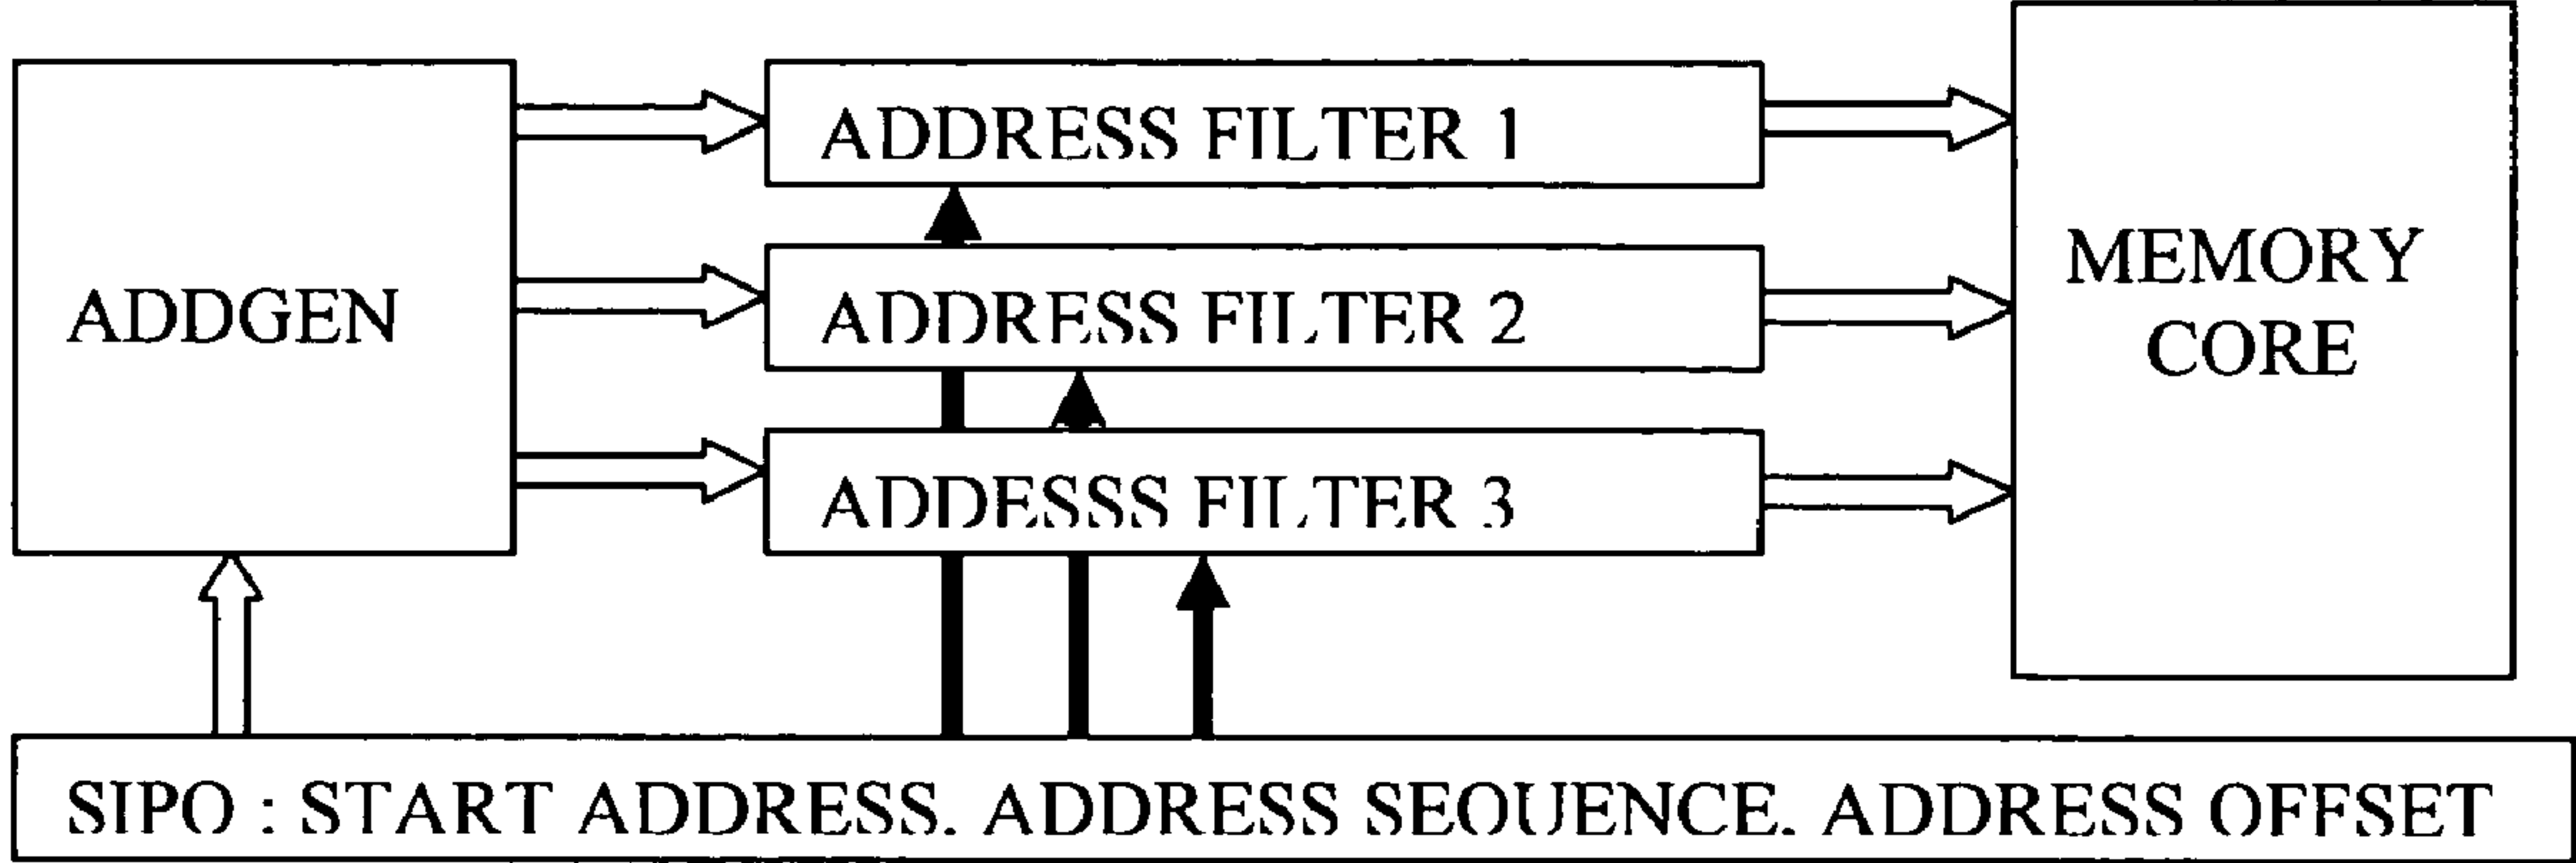 ADDGEN
ADDRESS FILTER 1
ADDRESS FILTER 2
ADDESSS FILTER 3
MEMORY
CORE
SIPO : START ADDRESS. ADDRESS SEQUENCE. ADDRESS OFFSET